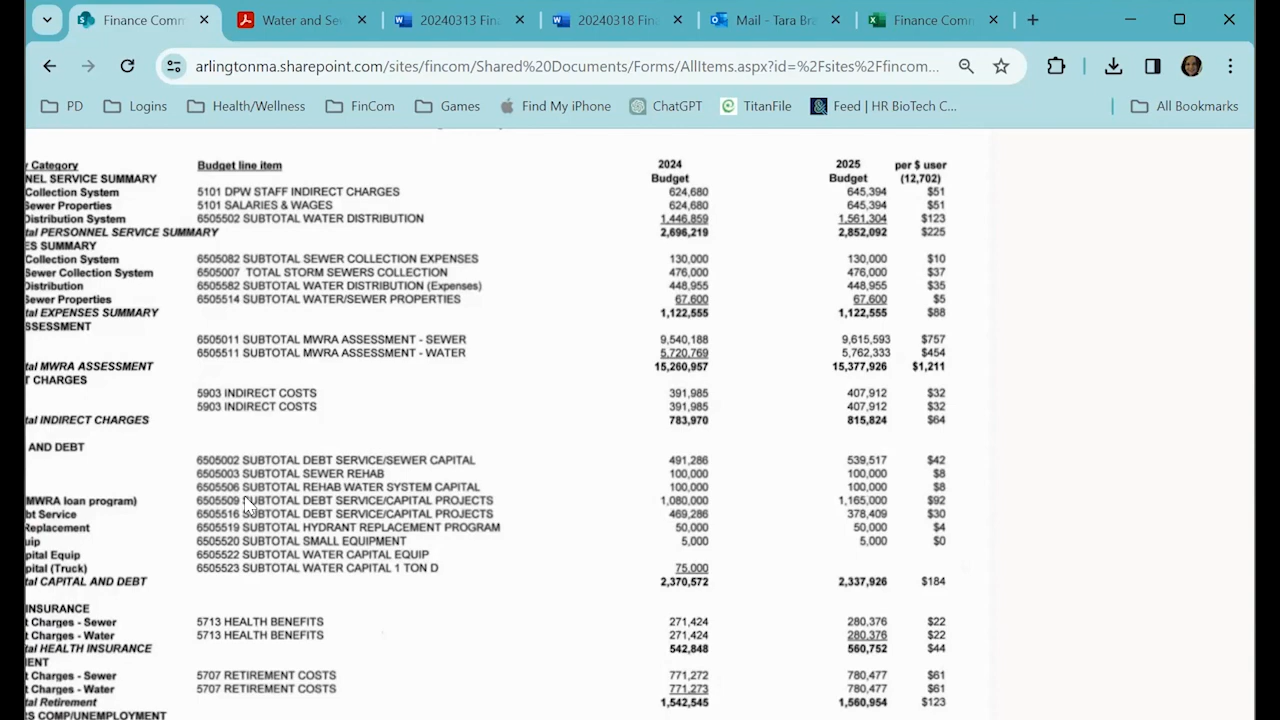 Finance Comm
Water and Sew
20240313 Fina
20240318 Fina
Mail - Tara Bra
Finance Comm
arlingtonma.sharepoint.com/sites/fincom/Shared%20Documents/Forms/AllItems.aspx?id=%2Fsites%2Ffincom...
PD
Logins
Health/Wellness
FinCom
Games
Find My iPhone
ChatGPT
TitanFile
Feed | HR BioTech C...
All Bookmarks
2024 2025 per $ user
Category Budget line item Budget Budget (12,702)
NEL SERVICE SUMMARY
Collection System 5101 DPW STAFF INDIRECT CHARGES 624,680 645,394 $51
Sewer Properties 5101 SALARIES & WAGES 624,680 645,394 $51
Distribution System 6505502 SUBTOTAL WATER DISTRIBUTION 1,446,859 1,561,304 $123
tal PERSONNEL SERVICE SUMMARY 2,696,219 2,852,092 $225
ES SUMMARY
Collection System 6505082 SUBTOTAL SEWER COLLECTION EXPENSES 130,000 130,000 $10
Sewer Collection System 6505007 TOTAL STORM SEWERS COLLECTION 476,000 476,000 $37
Distribution 6505582 SUBTOTAL WATER DISTRIBUTION (Expenses) 448,955 448,955 $35
Sewer Properties 6505514 SUBTOTAL WATER/SEWER PROPERTIES 67,600 67,600 $5
tal EXPENSES SUMMARY 1,122,555 1,122,555 $88
SSESSMENT
6505011 SUBTOTAL MWRA ASSESSMENT - SEWER 9,540,188 9,615,593 $757
6505511 SUBTOTAL MWRA ASSESSMENT - WATER 5,720,769 5,762,333 $454
tal MWRA ASSESSMENT 15,260,957 15,377,926 $1,211
T CHARGES
5903 INDIRECT COSTS 391,985 407,912 $32
5903 INDIRECT COSTS 391,985 407,912 $32
tal INDIRECT CHARGES 783,970 815,824 $64
AND DEBT
6505002 SUBTOTAL DEBT SERVICE/SEWER CAPITAL 491,286 539,517 $42
6505003 SUBTOTAL SEWER REHAB 100,000 100,000 $8
6505506 SUBTOTAL REHAB WATER SYSTEM CAPITAL 100,000 100,000 $8
MWRA loan program) 6505509 SUBTOTAL DEBT SERVICE/CAPITAL PROJECTS 1,080,000 1,165,000 $92
bt Service 6505516 SUBTOTAL DEBT SERVICE/CAPITAL PROJECTS 469,286 378,409 $30
Replacement 6505519 SUBTOTAL HYDRANT REPLACEMENT PROGRAM 50,000 50,000 $4
uip 6505520 SUBTOTAL SMALL EQUIPMENT 5,000 5,000 $0
pital Equip 6505522 SUBTOTAL WATER CAPITAL EQUIP
pital (Truck) 6505523 SUBTOTAL WATER CAPITAL 1 TON D 75,000
tal CAPITAL AND DEBT 2,370,572 2,337,926 $184
INSURANCE
t Charges - Sewer 5713 HEALTH BENEFITS 271,424 280,376 $22
t Charges - Water 5713 HEALTH BENEFITS 271,424 280,376 $22
tal HEALTH INSURANCE 542,848 560,752 $44
ENT
t Charges - Sewer 5707 RETIREMENT COSTS 771,272 780,477 $61
t Charges - Water 5707 RETIREMENT COSTS 771,273 780,477 $61
tal Retirement 1,542,545 1,560,954 $123
RS COMP/UNEMPLOYMENT